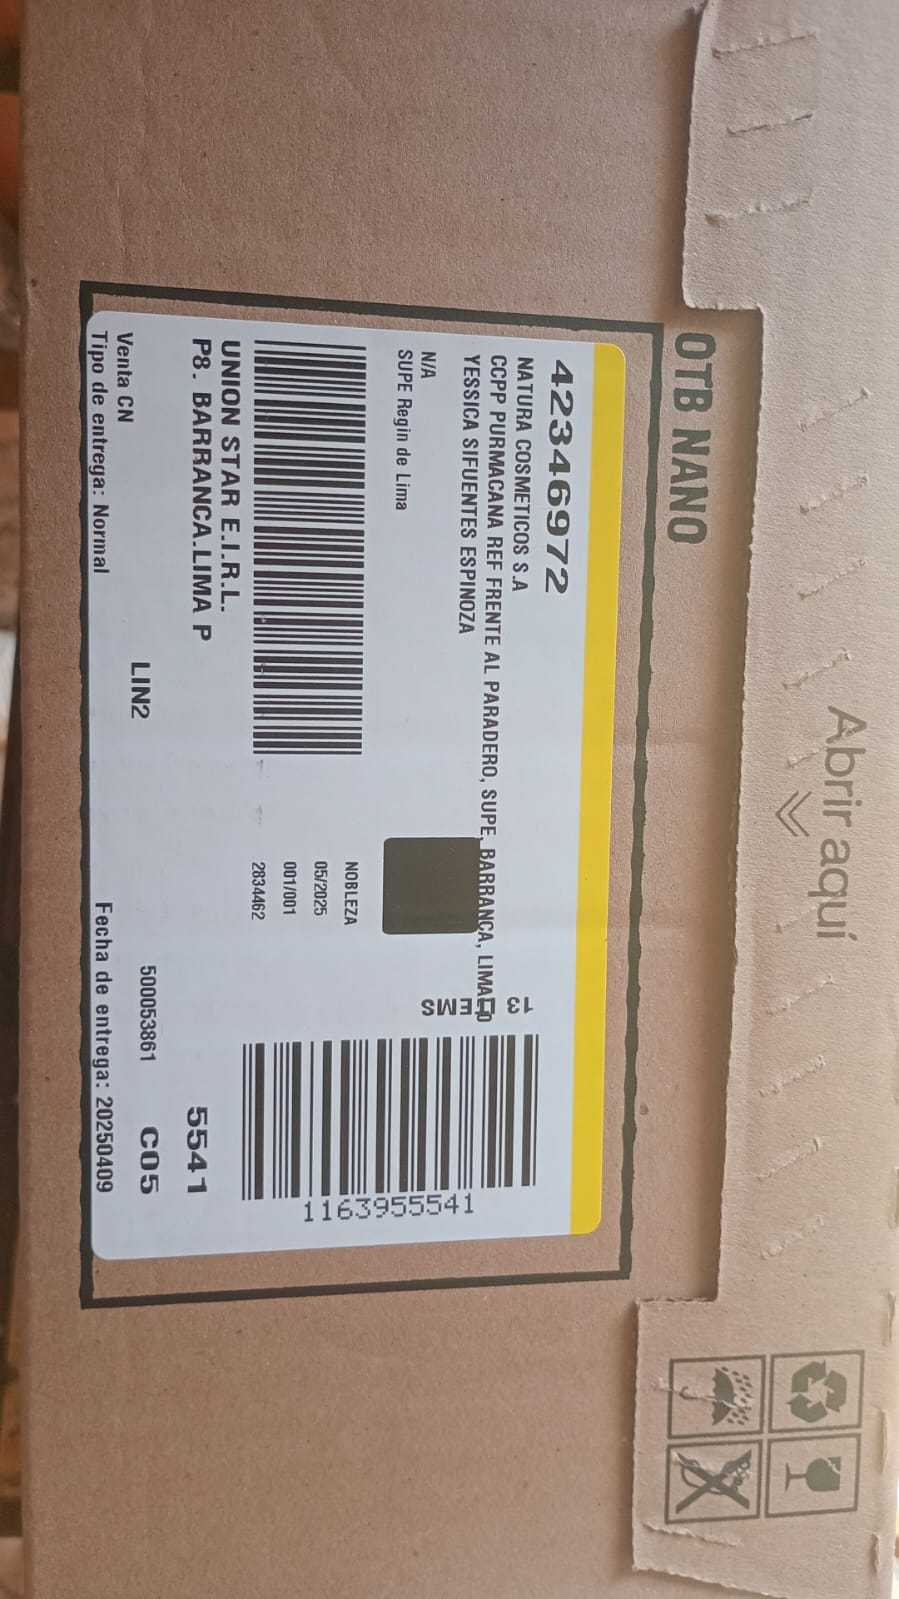 OTB NANO
Abrir aquí
42346972
NATURA COSMETICOS S.A
CCPP PURMACANA REF FRENTE AL PARADERO, SUPE, BARRANCA, LIMA
YESSICA SIFUENTES ESPINOZA
13 ITEMS
N/A
SUPE Regin de Lima
NOBLEZA
05/2025
001/001
2834462
1163955541
UNION STAR E.I.R.L.
P8. BARRANCA.LIMA P
5541
LIN2
500053861
C05
Venta CN
Tipo de entrega: Normal
Fecha de entrega: 20250409